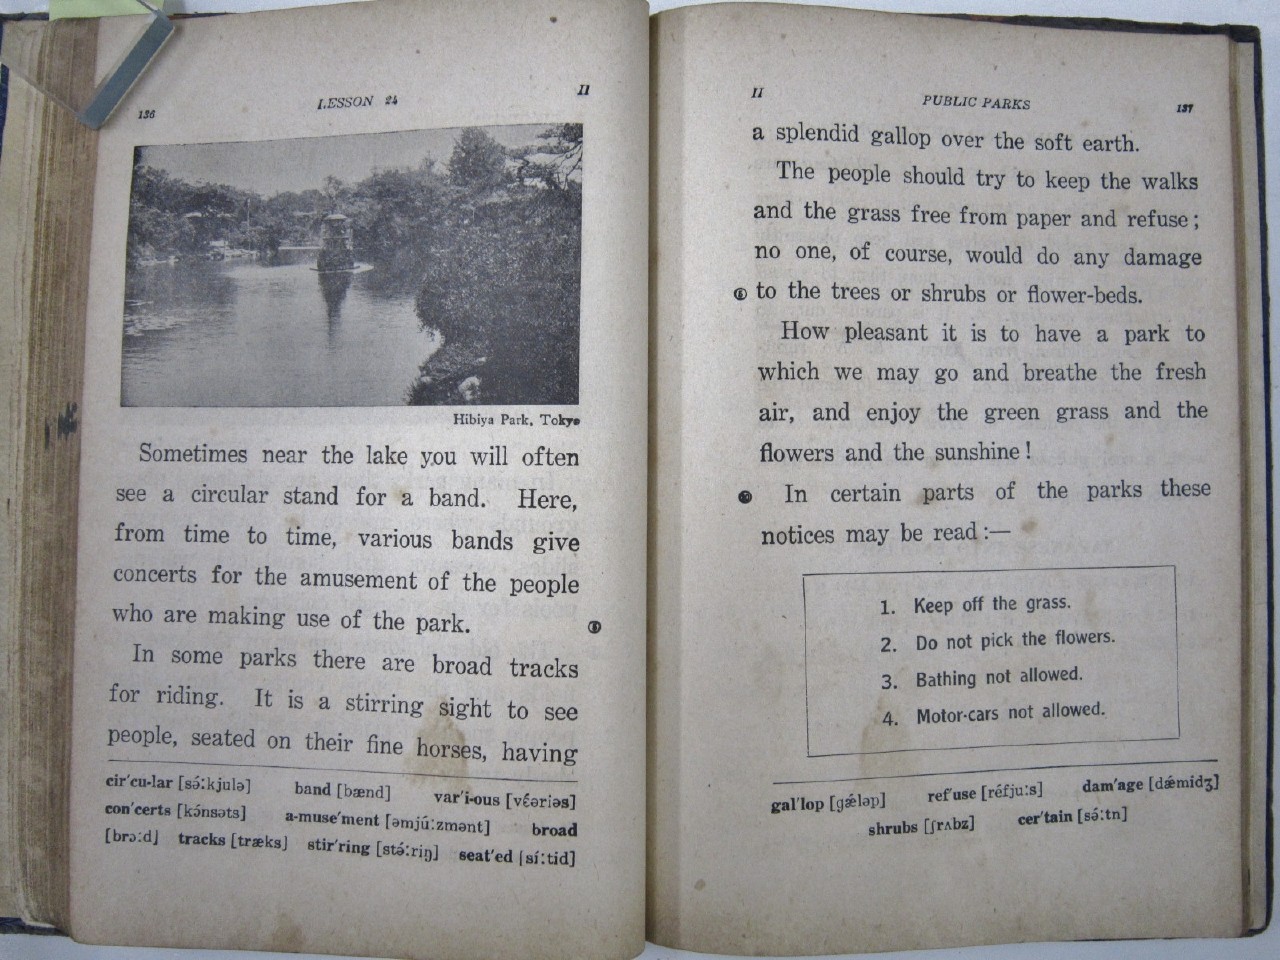 136
LESSON 24
II
Hibiya Park, Tokyo
Sometimes near the lake you will often
see a circular stand for a band. Here,
from time to time, various bands give
concerts for the amusement of the people
who are making use of the park.
In some parks there are broad tracks
for riding. It is a stirring sight to see
people, seated on their fine horses, having
cir'cu-lar [sə́ːkjulə] band [bænd] var'i-ous [vɛ́əriəs]
con'certs [kɔ́nsəts] a-muse'ment [əmjúːzmənt] broad
[brɔːd] tracks [træks] stir'ring [stə́ːriŋ] seat'ed [síːtid]
II
PUBLIC PARKS
137
a splendid gallop over the soft earth.
The people should try to keep the walks
and the grass free from paper and refuse;
no one, of course, would do any damage
to the trees or shrubs or flower-beds.
How pleasant it is to have a park to
which we may go and breathe the fresh
air, and enjoy the green grass and the
flowers and the sunshine!
In certain parts of the parks these
notices may be read:—
1. Keep off the grass.
2. Do not pick the flowers.
3. Bathing not allowed.
4. Motor-cars not allowed.
gal'lop [gǽləp] ref'use [réfjuːs] dam'age [dǽmidʒ]
shrubs [ʃrʌbz] cer'tain [sə́ːtn]